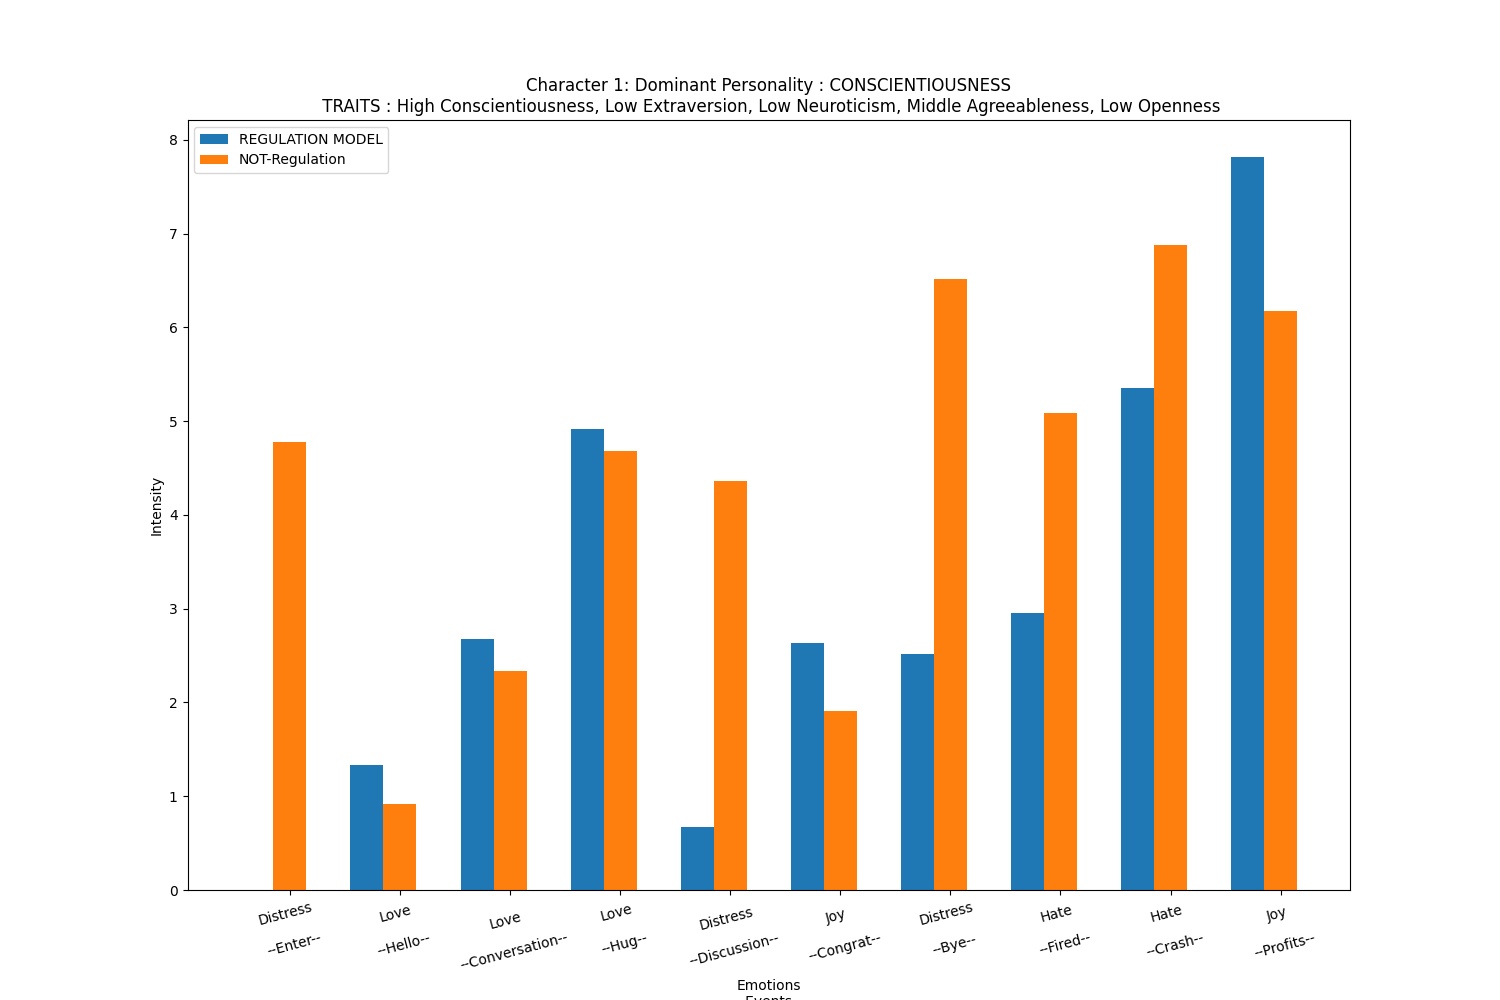 Character 1: Dominant Personality : CONSCIENTIOUSNESS
TRAITS : High Conscientiousness, Low Extraversion, Low Neuroticism, Middle Agreeableness, Low Openness
REGULATION MODEL
NOT-Regulation
8
7
6
5
4
3
2
1
0
Intensity
Distress Love Love Love Distress Joy Distress Hate Hate Joy
--Enter-- --Hello-- --Conversation-- --Hug-- --Discussion-- --Congrat-- --Bye-- --Fired-- --Crash-- --Profits--
Emotions
Events